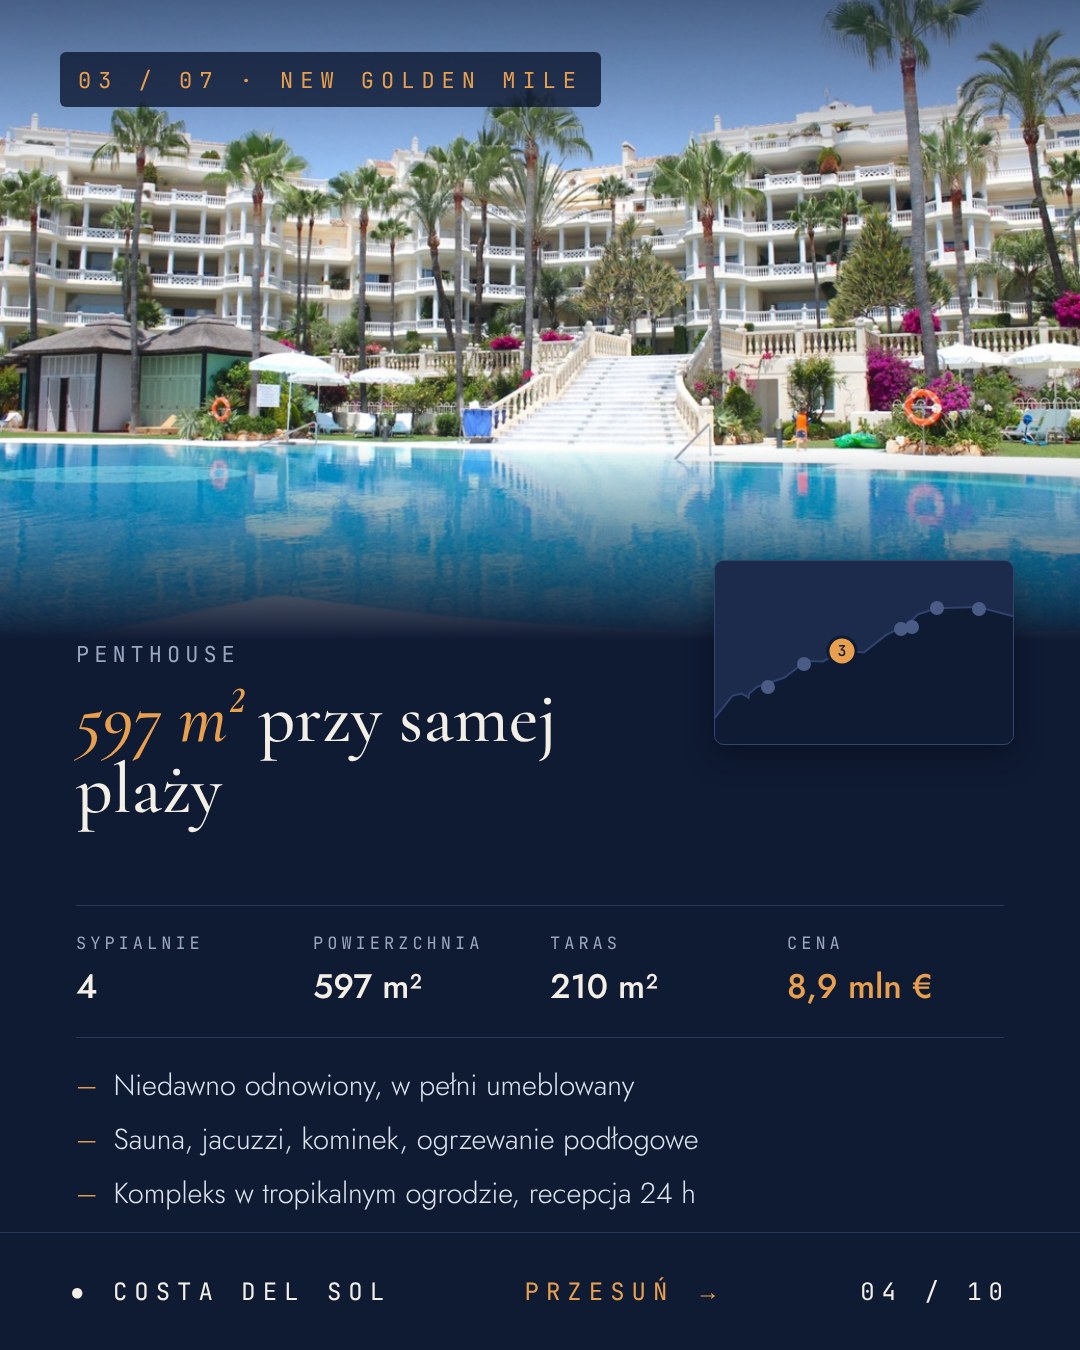 03 / 07 · NEW GOLDEN MILE
3
PENTHOUSE
597 m² przy samej
plaży
SYPIALNIE POWIERZCHNIA TARAS CENA
4 597 m² 210 m² 8,9 mln €
— Niedawno odnowiony, w pełni umeblowany
— Sauna, jacuzzi, kominek, ogrzewanie podłogowe
— Kompleks w tropikalnym ogrodzie, recepcja 24 h
• COSTA DEL SOL PRZESUŃ → 04 / 10